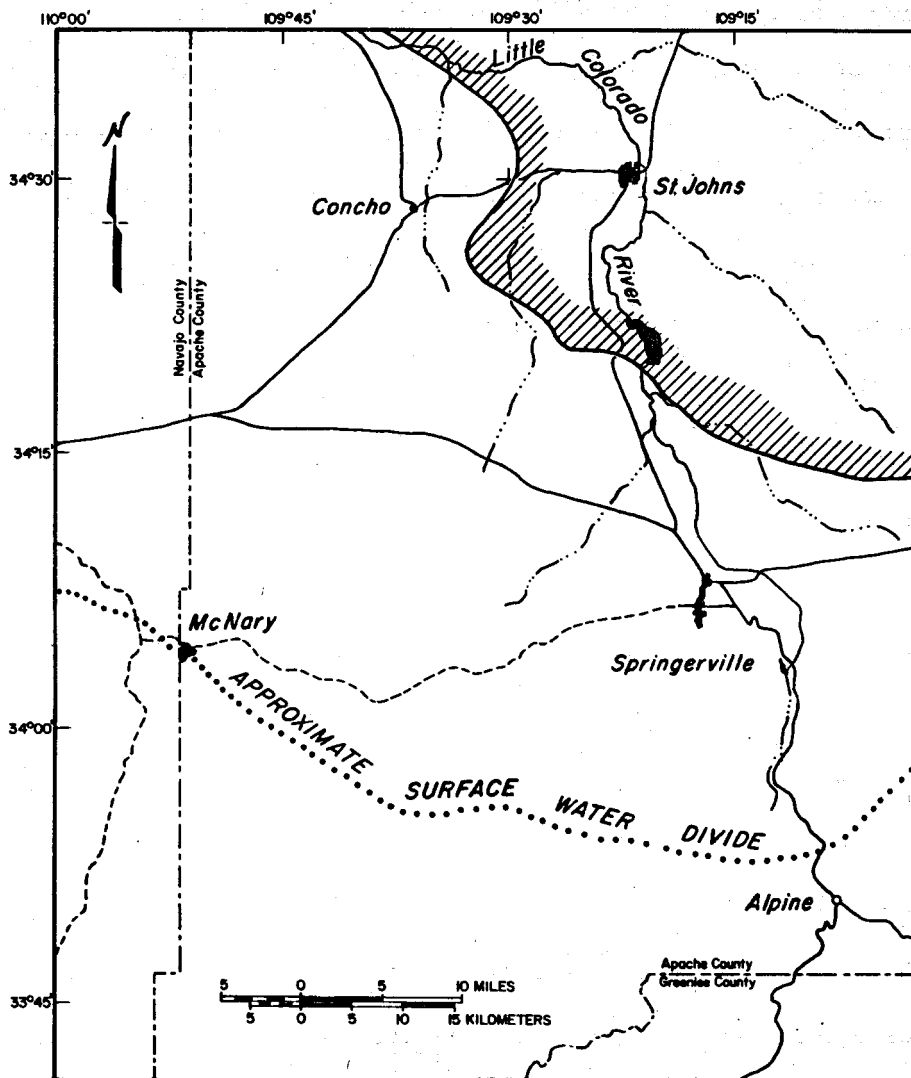 110°00'
109°45'
109°30'
109°15'
Little
Colorado
N
34°30'
St. Johns
Concho
River
Navajo County
Apache County
34°15'
McNary
Springerville
APPROXIMATE
34°00'
SURFACE
WATER
DIVIDE
Alpine
Apache County
Greenlee County
33°45'
5 0 5 10 MILES
5 0 5 10 15 KILOMETERS